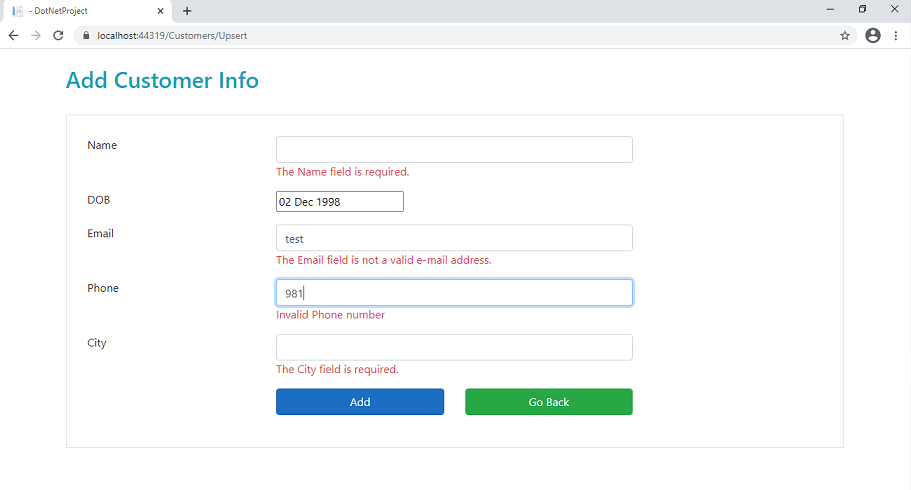 - DotNetProject
localhost:44319/Customers/Upsert
Add Customer Info
Name
The Name field is required.
DOB
02 Dec 1998
Email
test
The Email field is not a valid e-mail address.
Phone
981
Invalid Phone number
City
The City field is required.
Add Go Back